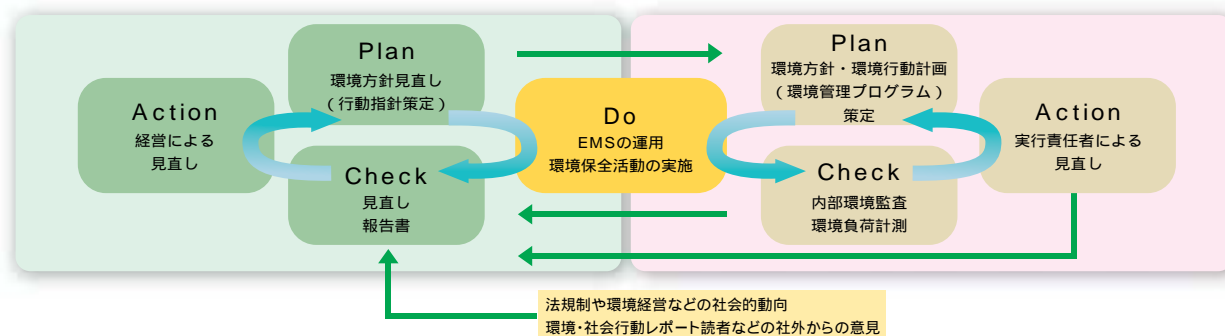 Plan
環境方針見直し
(行動指針策定)
Action
経営による
見直し
Check
見直し
報告書
Do
EMSの運用
環境保全活動の実施
Plan
環境方針・環境行動計画
(環境管理プログラム)
策定
Check
内部環境監査
環境負荷計測
Action
実行責任者による
見直し
法規制や環境経営などの社会的動向
環境・社会行動レポート読者などの社外からの意見